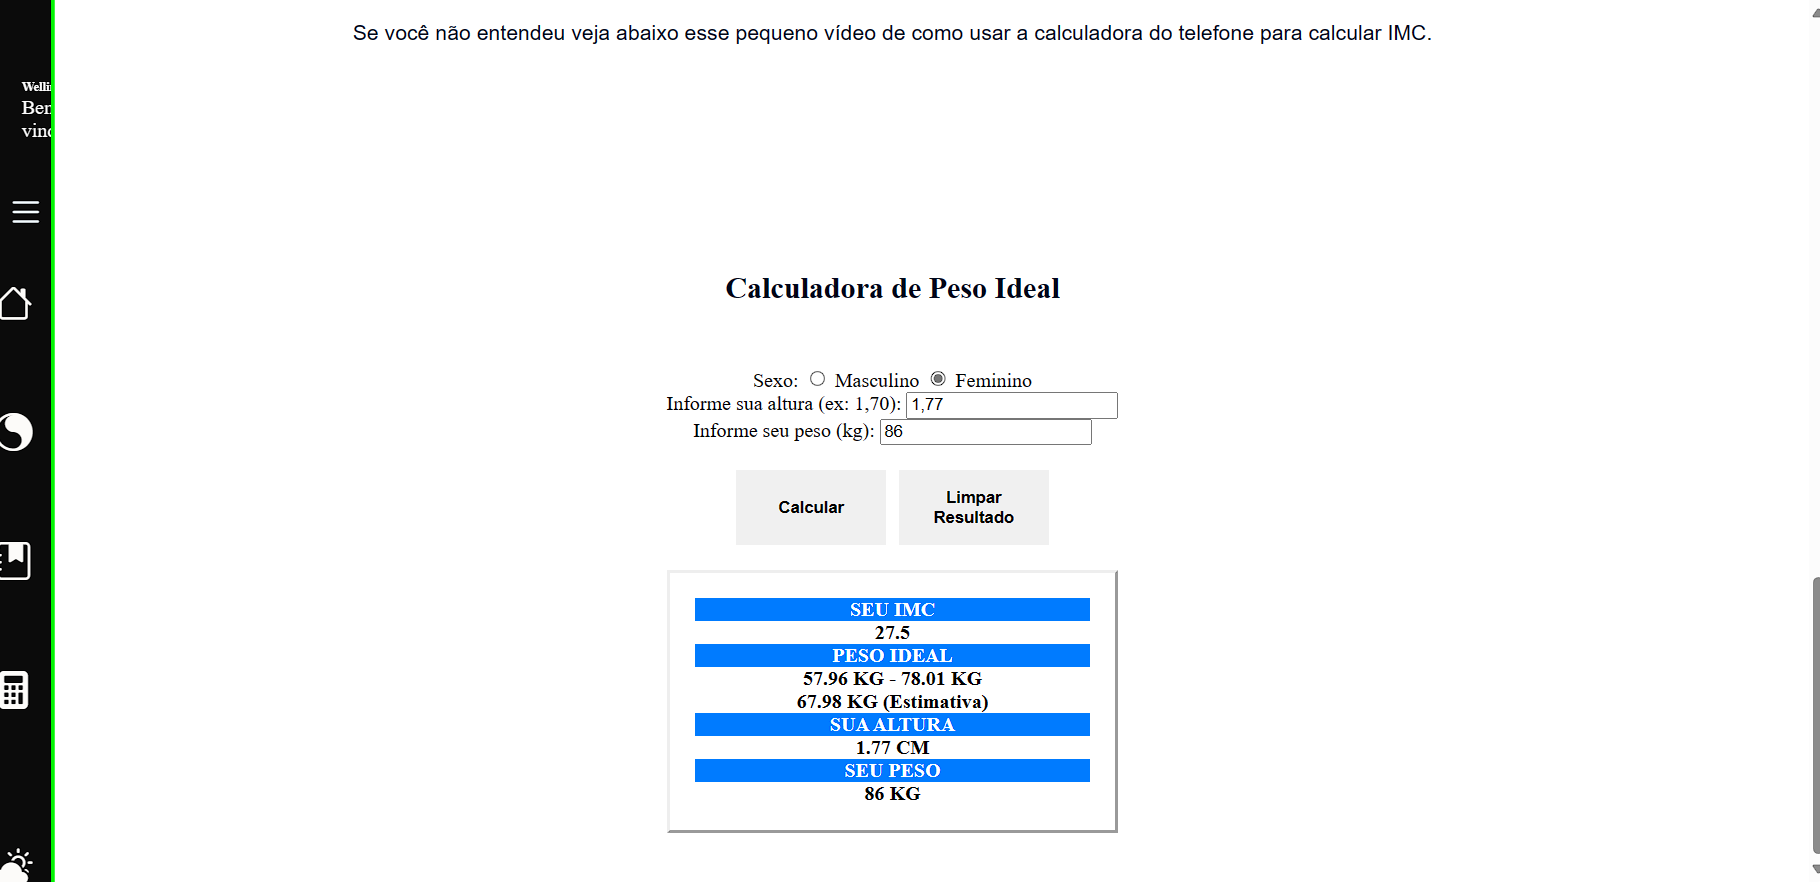 Se você não entendeu veja abaixo esse pequeno vídeo de como usar a calculadora do telefone para calcular IMC.
Calculadora de Peso Ideal
Sexo: Masculino Feminino
Informe sua altura (ex: 1,70): 1,77
Informe seu peso (kg): 86
Calcular
Limpar
Resultado
SEU IMC
27.5
PESO IDEAL
57.96 KG - 78.01 KG
67.98 KG (Estimativa)
SUA ALTURA
1.77 CM
SEU PESO
86 KG